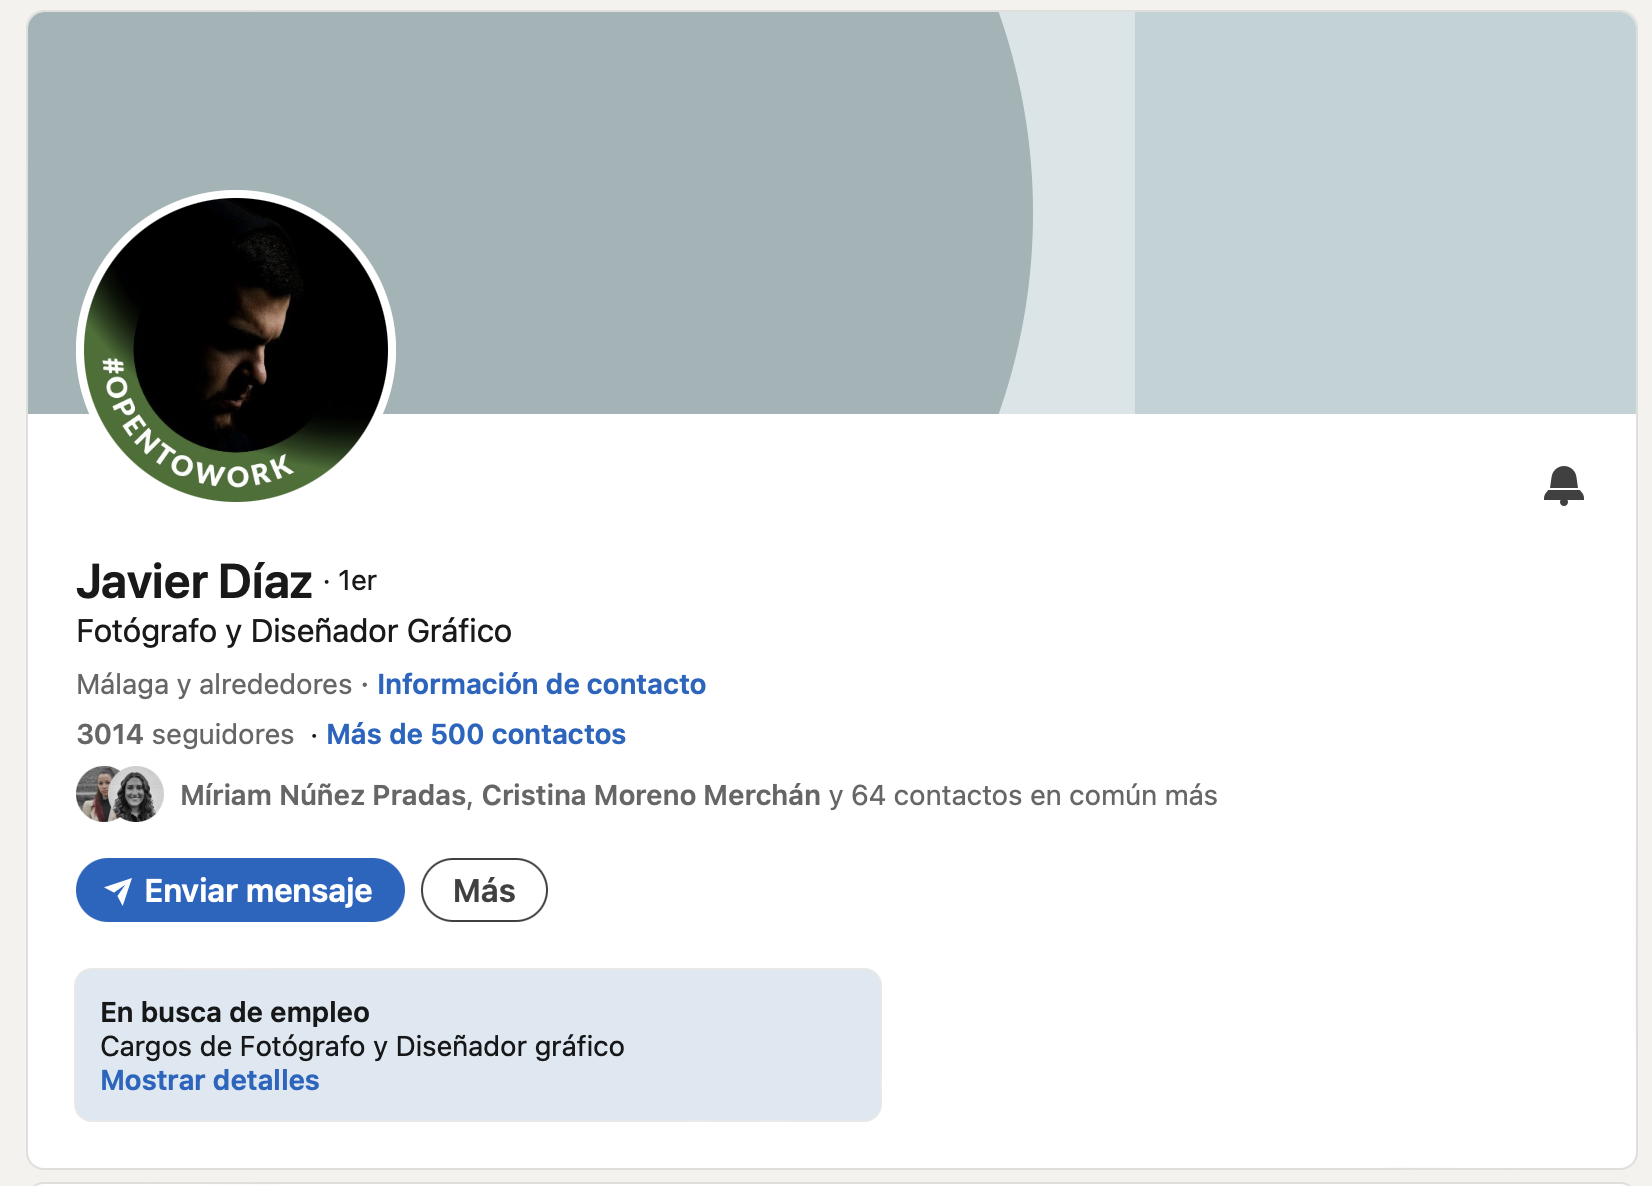 #OPENTOWORK
Javier Díaz · 1er
Fotógrafo y Diseñador Gráfico
Málaga y alrededores · Información de contacto
3014 seguidores · Más de 500 contactos
Míriam Núñez Pradas, Cristina Moreno Merchán y 64 contactos en común más
Enviar mensaje
Más
En busca de empleo
Cargos de Fotógrafo y Diseñador gráfico
Mostrar detalles